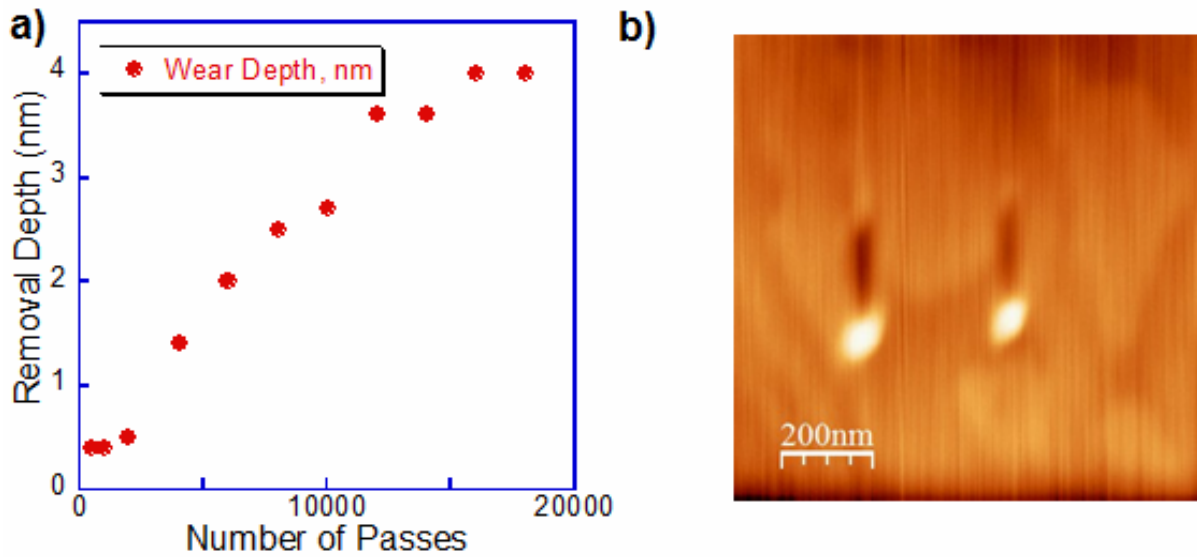 a)
Wear Depth, nm
Removal Depth (nm)
4
3
2
1
0
0
10000
20000
Number of Passes
b)
200nm